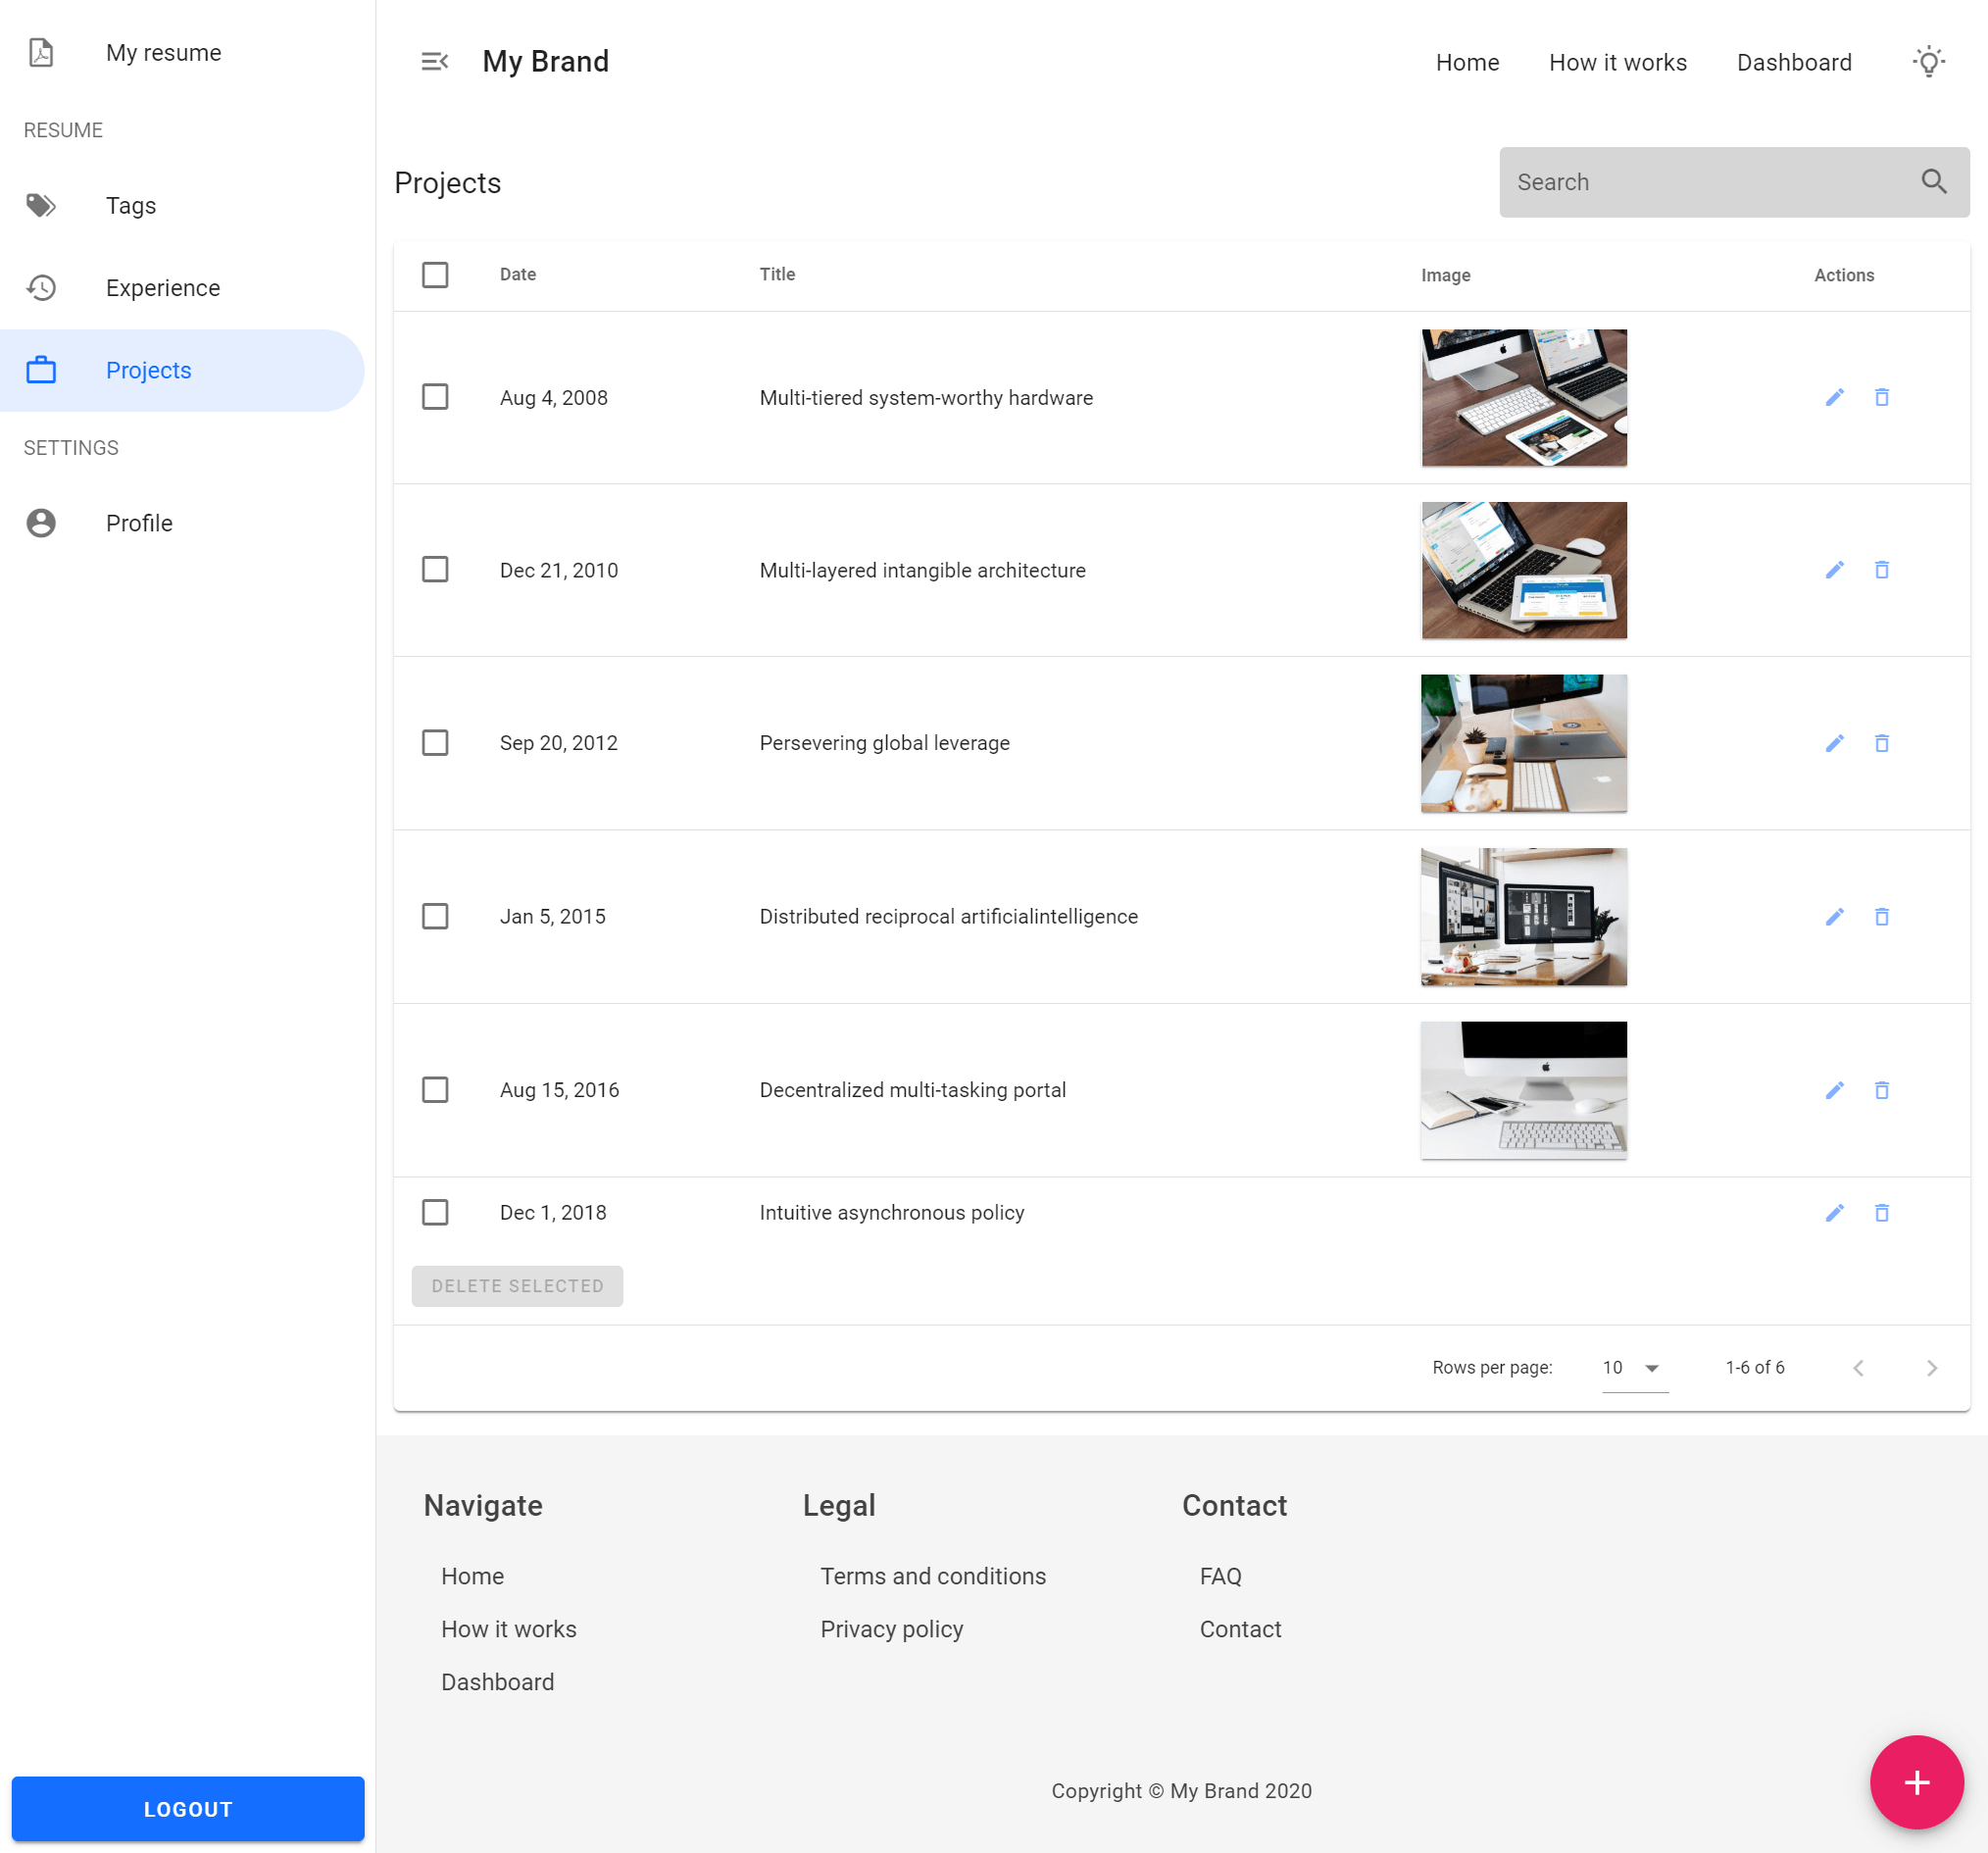 My resume
RESUME
Tags
Experience
Projects
SETTINGS
Profile
LOGOUT
My Brand
Home How it works Dashboard
Projects
Search
Date Title Image Actions
Aug 4, 2008 Multi-tiered system-worthy hardware
Dec 21, 2010 Multi-layered intangible architecture
Sep 20, 2012 Persevering global leverage
Jan 5, 2015 Distributed reciprocal artificialintelligence
Aug 15, 2016 Decentralized multi-tasking portal
Dec 1, 2018 Intuitive asynchronous policy
DELETE SELECTED
Rows per page: 10 1-6 of 6
Navigate
Home
How it works
Dashboard
Legal
Terms and conditions
Privacy policy
Contact
FAQ
Contact
Copyright © My Brand 2020